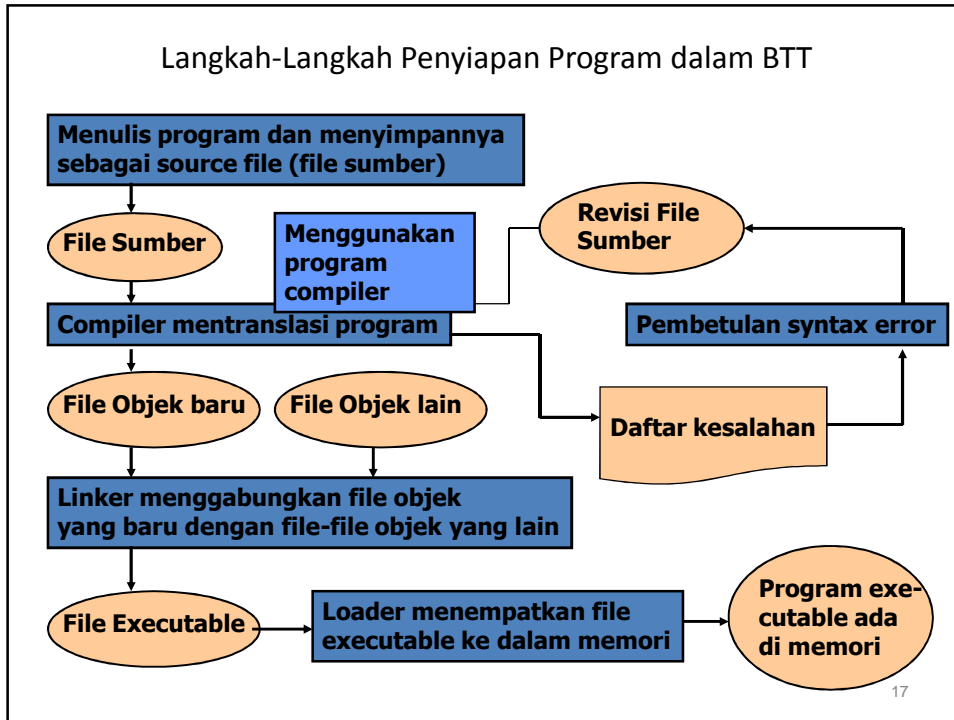 Langkah-Langkah Penyiapan Program dalam BTT
Menulis program dan menyimpannya
sebagai source file (file sumber)
File Sumber
Menggunakan
program
compiler
Revisi File
Sumber
Compiler mentranslasi program
Pembetulan syntax error
File Objek baru
File Objek lain
Daftar kesalahan
Linker menggabungkan file objek
yang baru dengan file-file objek yang lain
File Executable
Loader menempatkan file
executable ke dalam memori
Program exe-
cutable ada
di memori
17